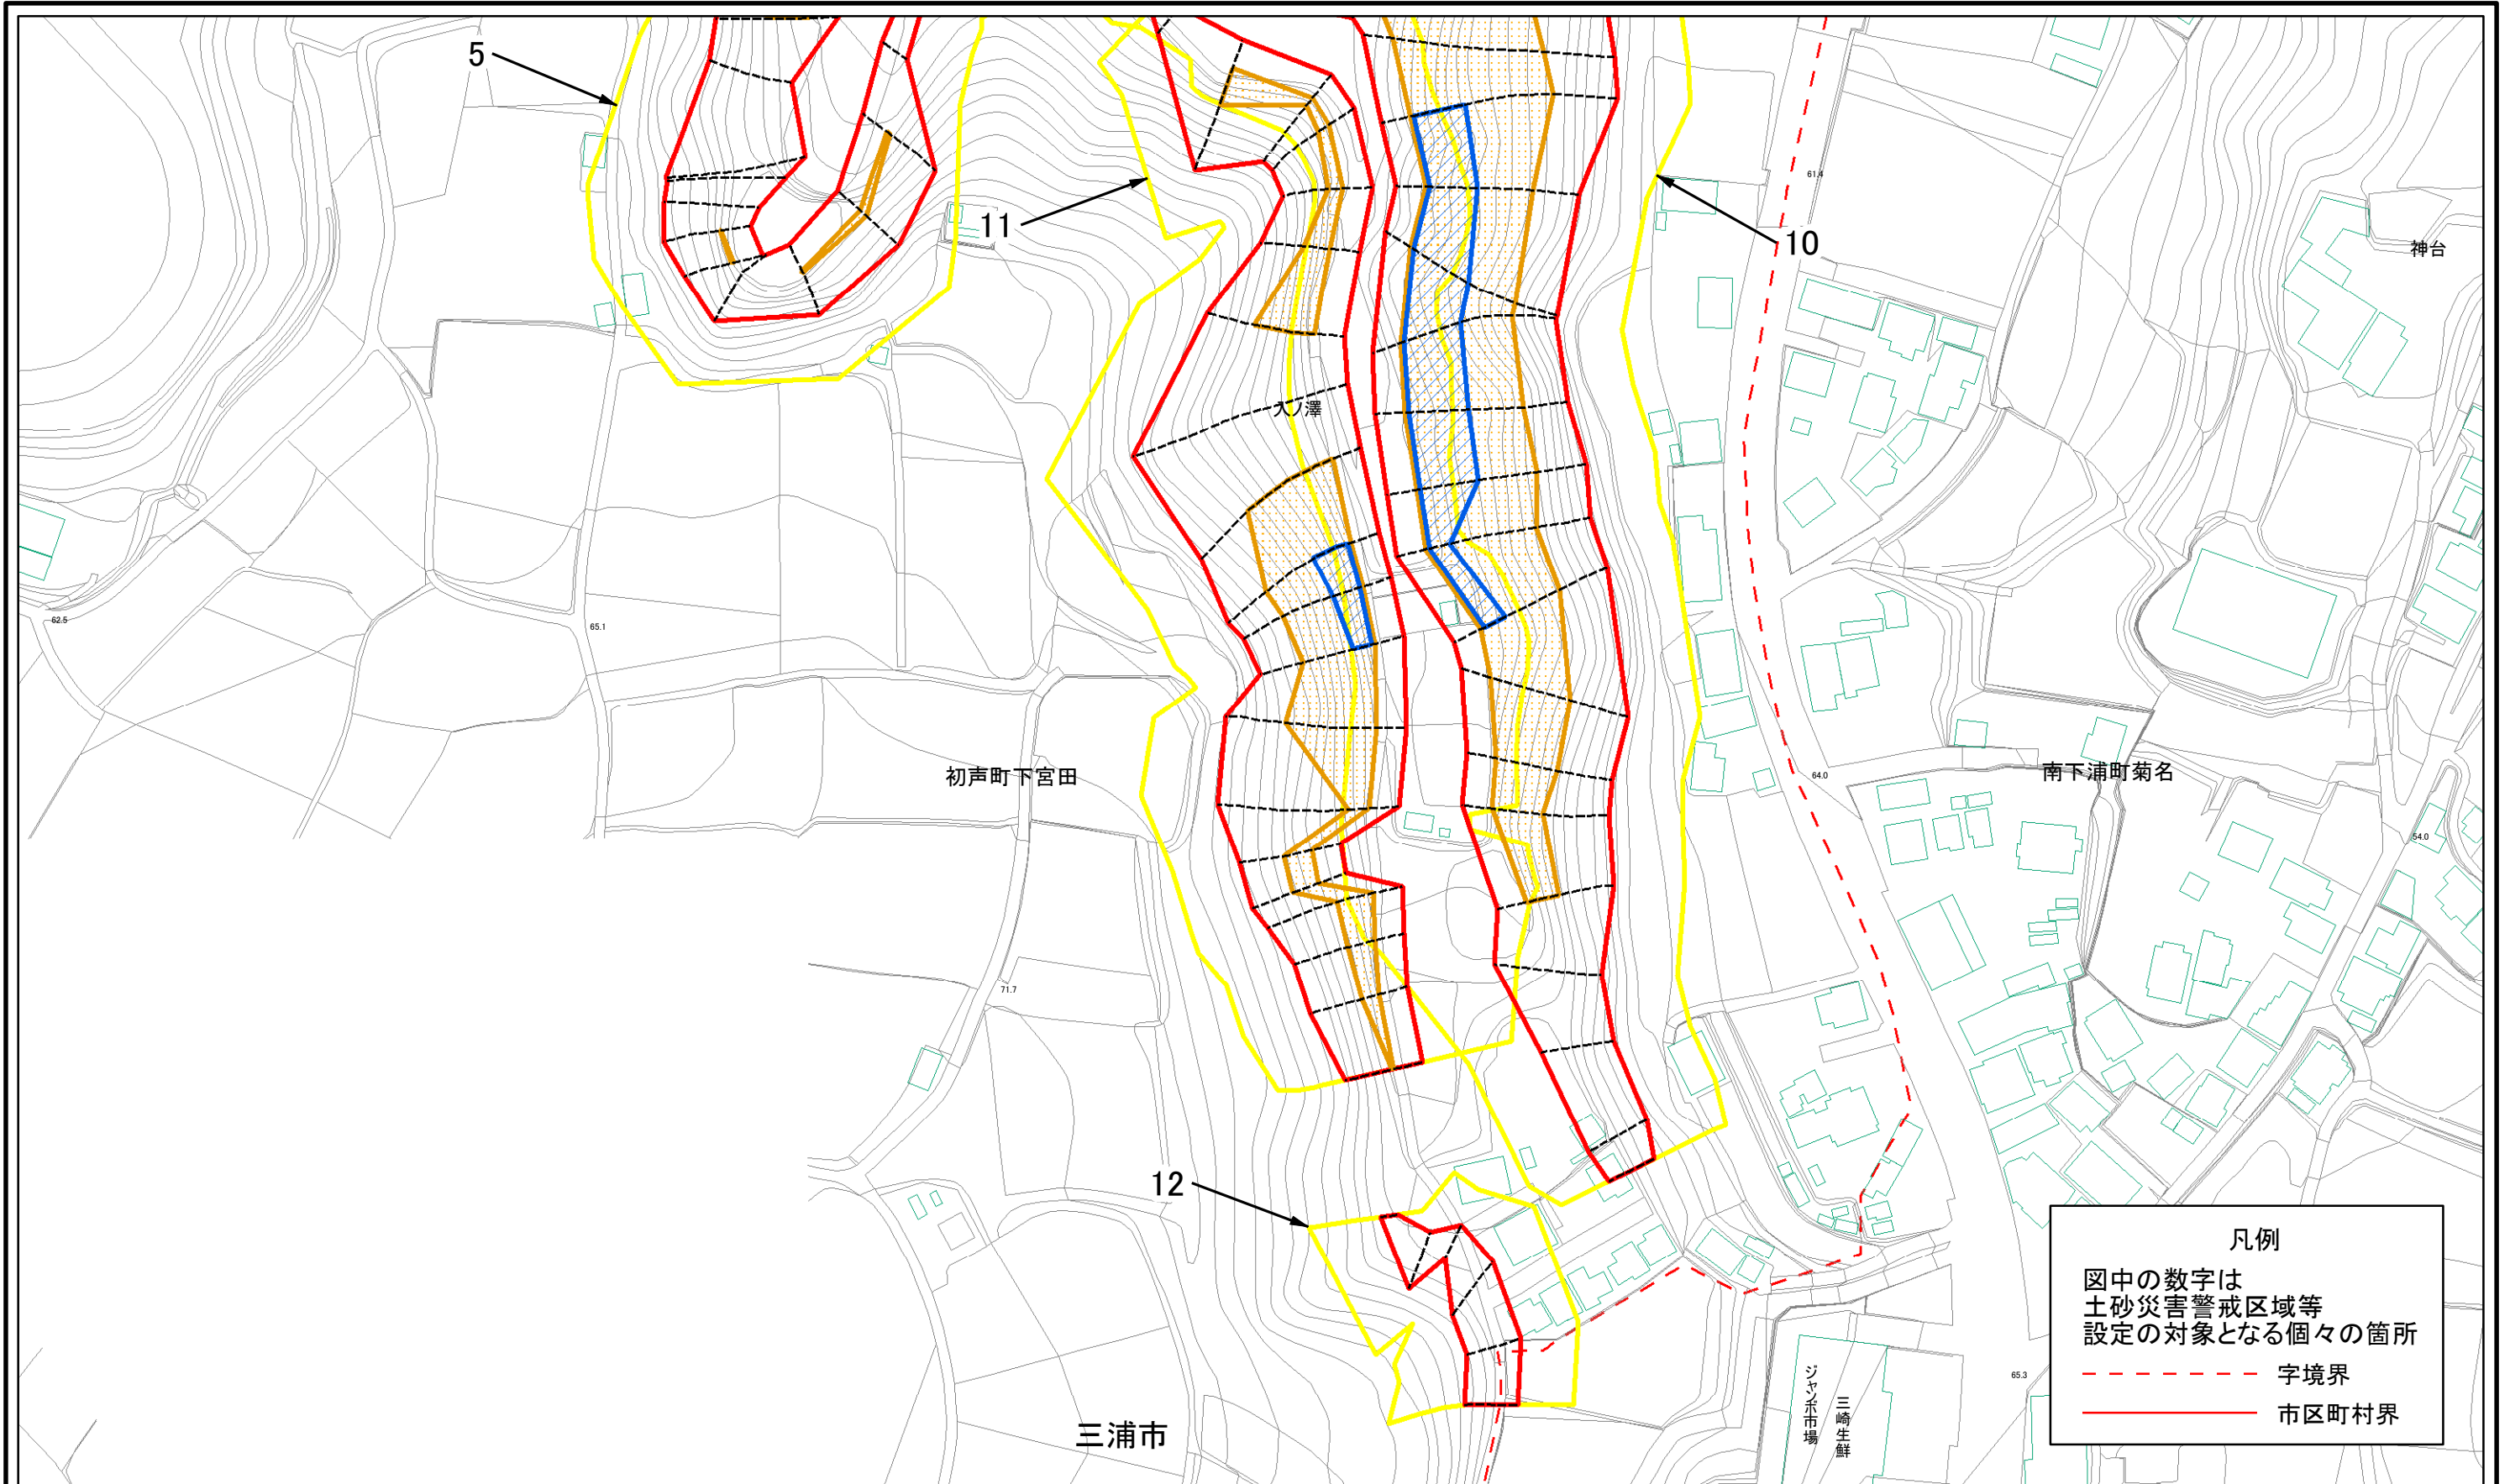 5
11
10
61.4
神台
入ノ澤
62.5
65.1
初声町下宮田
64.0
南下浦町菊名
54.0
71.7
12
三浦市
ジャンボ市場
三崎生鮮
65.3
凡例
図中の数字は
土砂災害警戒区域等
設定の対象となる個々の箇所
字境界
市区町村界